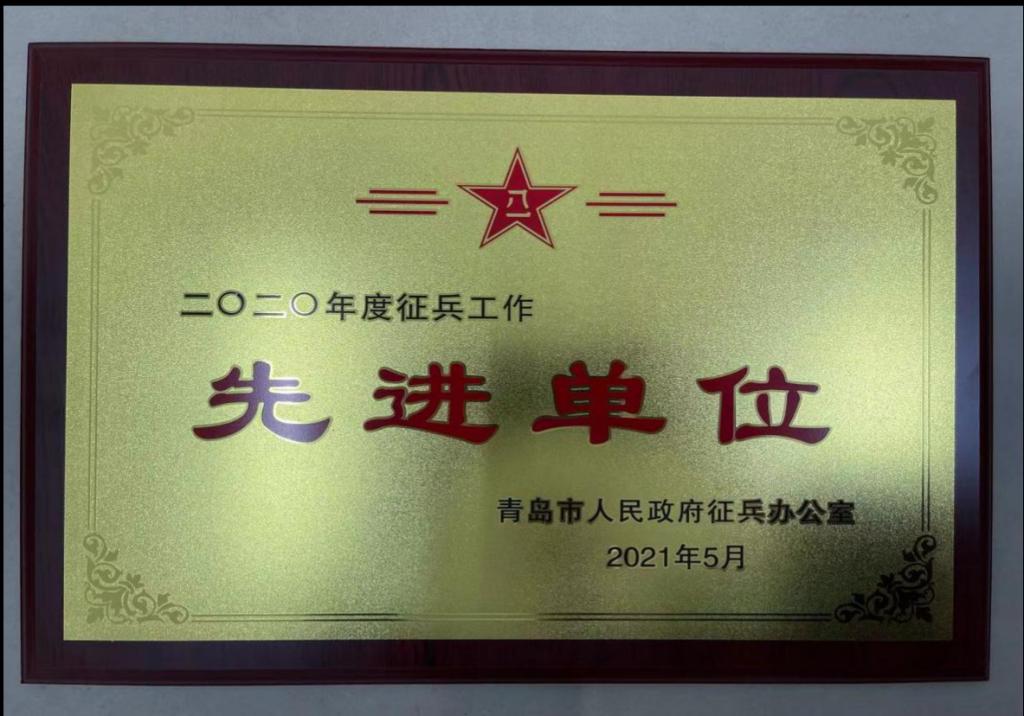 八一
二〇二〇年度征兵工作
先进单位
青岛市人民政府征兵办公室
2021年5月